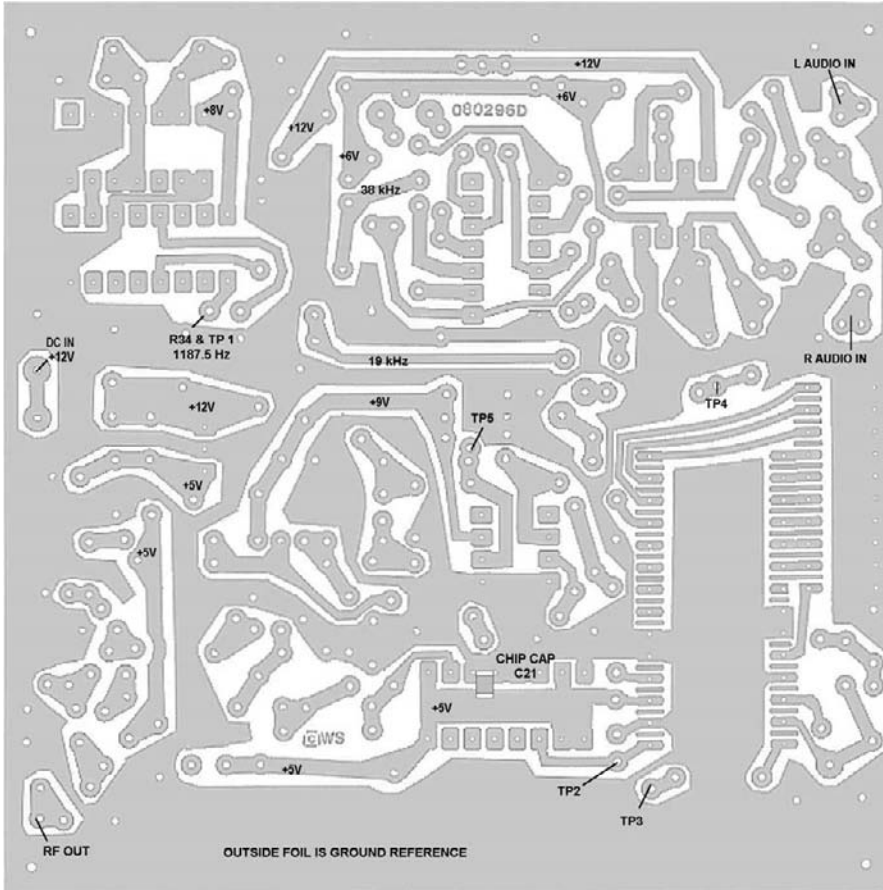 +12V
L AUDIO IN
+8V
+6V
080296D
+12V
+6V
38 kHz
R34 & TP 1
1187.5 Hz
DC IN
+12V
19 kHz
R AUDIO IN
+12V
+9V
TP4
TP5
+5V
+5V
CHIP CAP
C21
+5V
©WS
+5V
TP2
TP3
RF OUT
OUTSIDE FOIL IS GROUND REFERENCE